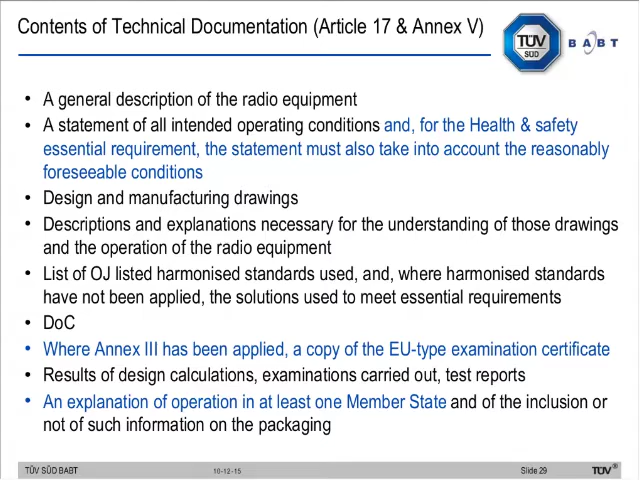 Contents of Technical Documentation (Article 17 & Annex V)
TÜV
SÜD
BABT
• A general description of the radio equipment
• A statement of all intended operating conditions and, for the Health & safety
essential requirement, the statement must also take into account the reasonably
foreseeable conditions
• Design and manufacturing drawings
• Descriptions and explanations necessary for the understanding of those drawings
and the operation of the radio equipment
• List of OJ listed harmonised standards used, and, where harmonised standards
have not been applied, the solutions used to meet essential requirements
• DoC
• Where Annex III has been applied, a copy of the EU-type examination certificate
• Results of design calculations, examinations carried out, test reports
• An explanation of operation in at least one Member State and of the inclusion or
not of such information on the packaging
TÜV SÜD BABT 10-12-15 Slide 29 TÜV®